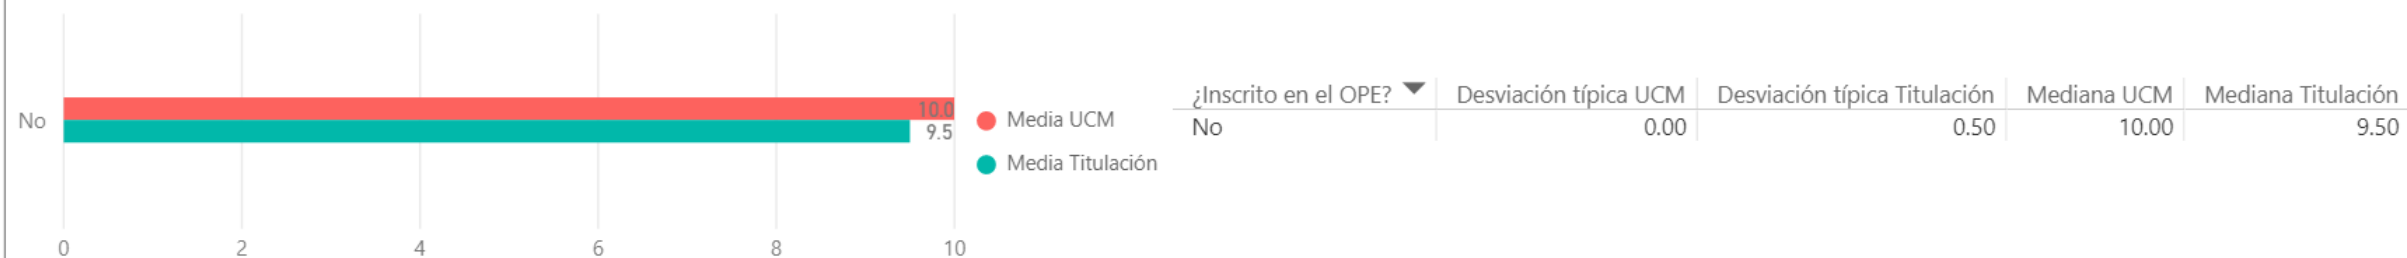 No
10.0
9.5
0 2 4 6 8 10
Media UCM
Media Titulación
¿Inscrito en el OPE? Desviación típica UCM Desviación típica Titulación Mediana UCM Mediana Titulación
No 0.00 0.50 10.00 9.50